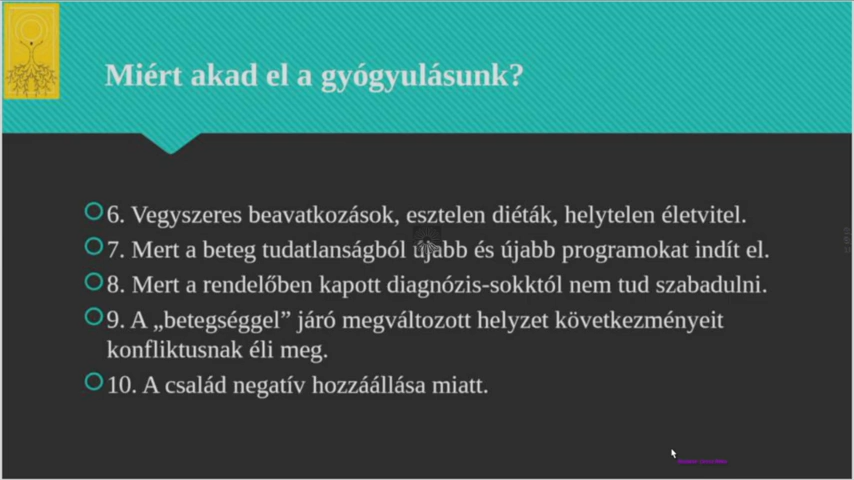 Miért akad el a gyógyulásunk?
6. Vegyszeres beavatkozások, esztelen diéták, helytelen életvitel.
7. Mert a beteg tudatlanságból újabb és újabb programokat indít el.
8. Mert a rendelőben kapott diagnózis-sokktól nem tud szabadulni.
9. A „betegséggel” járó megváltozott helyzet következményeit
konfliktusnak éli meg.
10. A család negatív hozzáállása miatt.